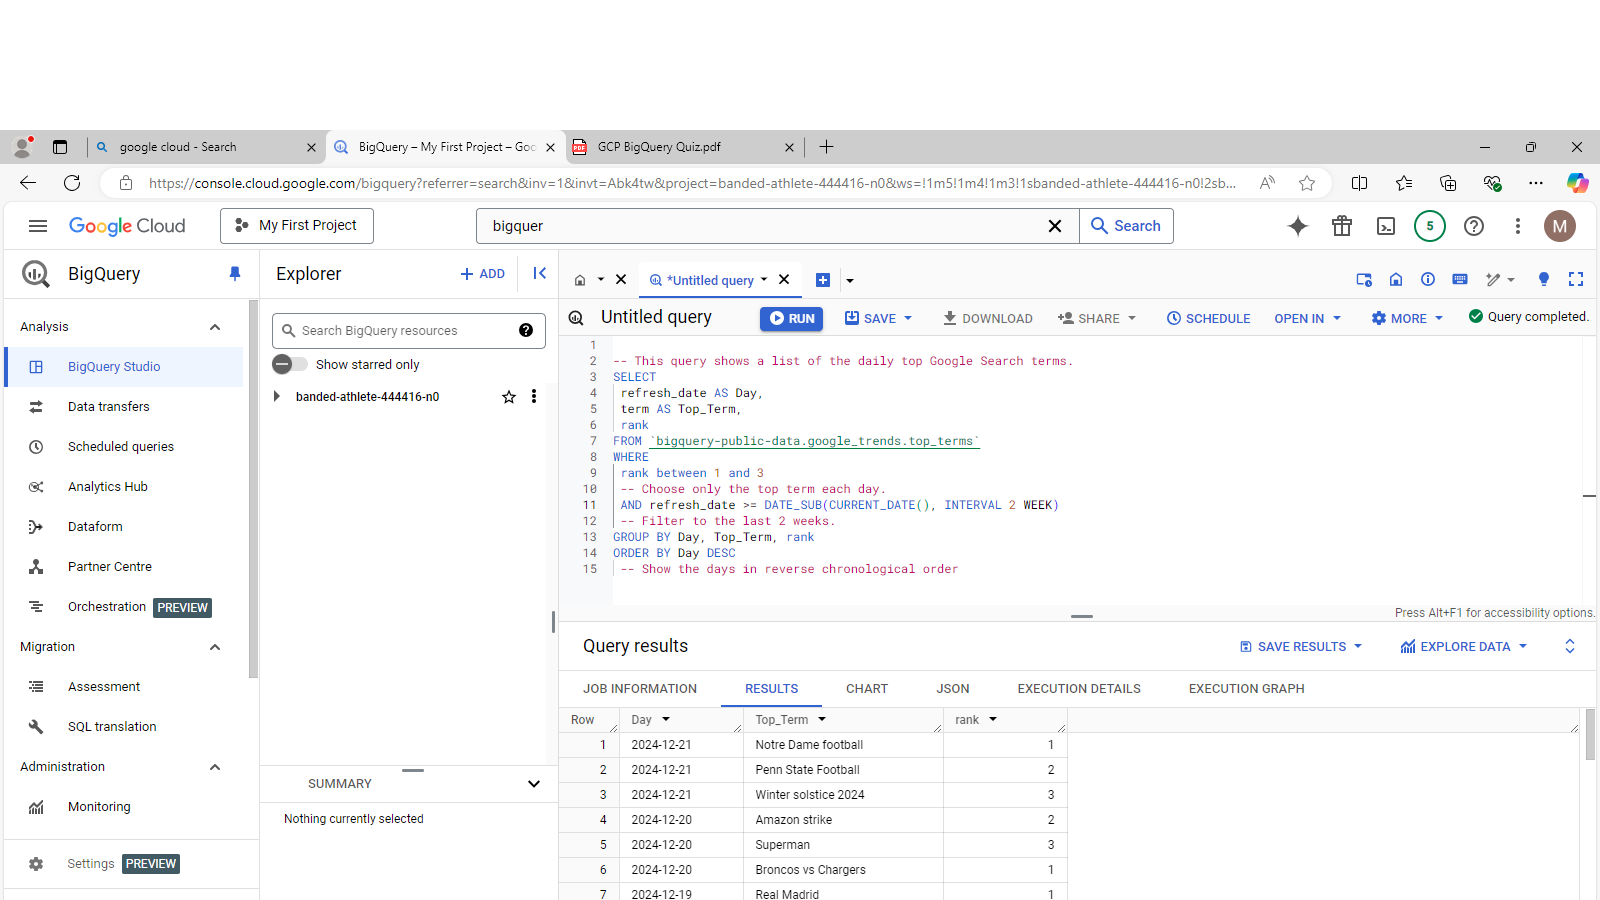 google cloud - Search
BigQuery – My First Project – Goo
GCP BigQuery Quiz.pdf
https://console.cloud.google.com/bigquery?referrer=search&inv=1&invt=Abk4tw&project=banded-athlete-444416-n0&ws=!1m5!1m4!1m3!1sbanded-athlete-444416-n0!2sb...
Google Cloud
My First Project
bigquer
Search
5
M
BigQuery
Explorer
ADD
*Untitled query
Analysis
Search BigQuery resources
Untitled query
RUN
SAVE
DOWNLOAD
SHARE
SCHEDULE
OPEN IN
MORE
Query completed.
BigQuery Studio
Show starred only
Data transfers
banded-athlete-444416-n0
Scheduled queries
Analytics Hub
Dataform
Partner Centre
Orchestration PREVIEW
Migration
Assessment
SQL translation
Administration
Monitoring
Settings PREVIEW
SUMMARY
Nothing currently selected
1
2 -- This query shows a list of the daily top Google Search terms.
3 SELECT
4 refresh_date AS Day,
5 term AS Top_Term,
6 rank
7 FROM `bigquery-public-data.google_trends.top_terms`
8 WHERE
9 rank between 1 and 3
10 -- Choose only the top term each day.
11 AND refresh_date >= DATE_SUB(CURRENT_DATE(), INTERVAL 2 WEEK)
12 -- Filter to the last 2 weeks.
13 GROUP BY Day, Top_Term, rank
14 ORDER BY Day DESC
15 -- Show the days in reverse chronological order
Press Alt+F1 for accessibility options.
Query results
SAVE RESULTS
EXPLORE DATA
JOB INFORMATION
RESULTS
CHART
JSON
EXECUTION DETAILS
EXECUTION GRAPH
Row Day Top_Term rank
1 2024-12-21 Notre Dame football 1
2 2024-12-21 Penn State Football 2
3 2024-12-21 Winter solstice 2024 3
4 2024-12-20 Amazon strike 2
5 2024-12-20 Superman 3
6 2024-12-20 Broncos vs Chargers 1
7 2024-12-19 Real Madrid 1